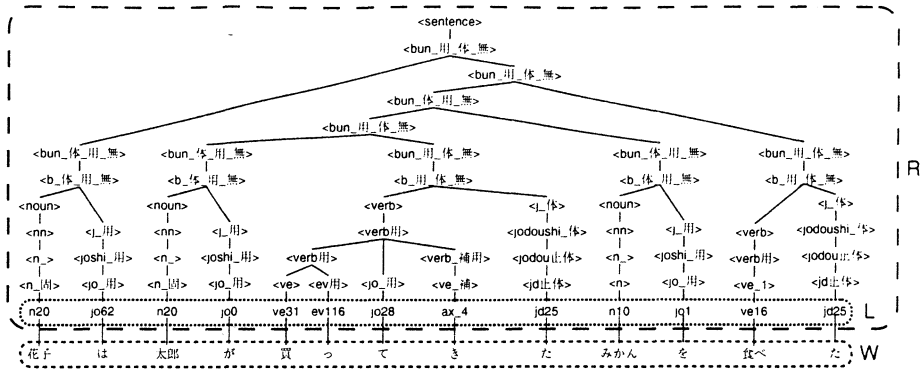 <sentence>
<bun_用_体_無>
<bun_用_体_無>
<bun_体_用_無>
<bun_用_体_無>
<bun_体_用_無> <bun_体_用_無> <bun_用_体_無> <bun_体_用_無> <bun_用_体_無>
R
<b_体_用_無> <b_体_用_無> <b_用_体_無> <b_体_用_無> <b_用_体_無>
<noun> <noun> <verb> <j_体> <noun> <j_体>
<nn> <j_用> <nn> <j_用> <verb用> <jodoushi_体> <nn> <j_用> <verb> <jodoushi_体>
<n_> <joshi_用> <n_> <joshi_用> <verb用> <verb_補用> <jodou止体> <n_> <joshi_用> <verb用> <jodou止体>
<n_固> <jo_用> <n_固> <jo_用> <ve> <ev用> <jo_用> <ve_補> <jd止体> <n> <jo_用> <ve_1> <jd止体>
n20 jo62 n20 jo0 ve31 ev116 jo28 ax_4 jd25 n10 jo1 ve16 jd25 L
花子 は 太郎 が 買 っ て き た みかん を 食べ た W